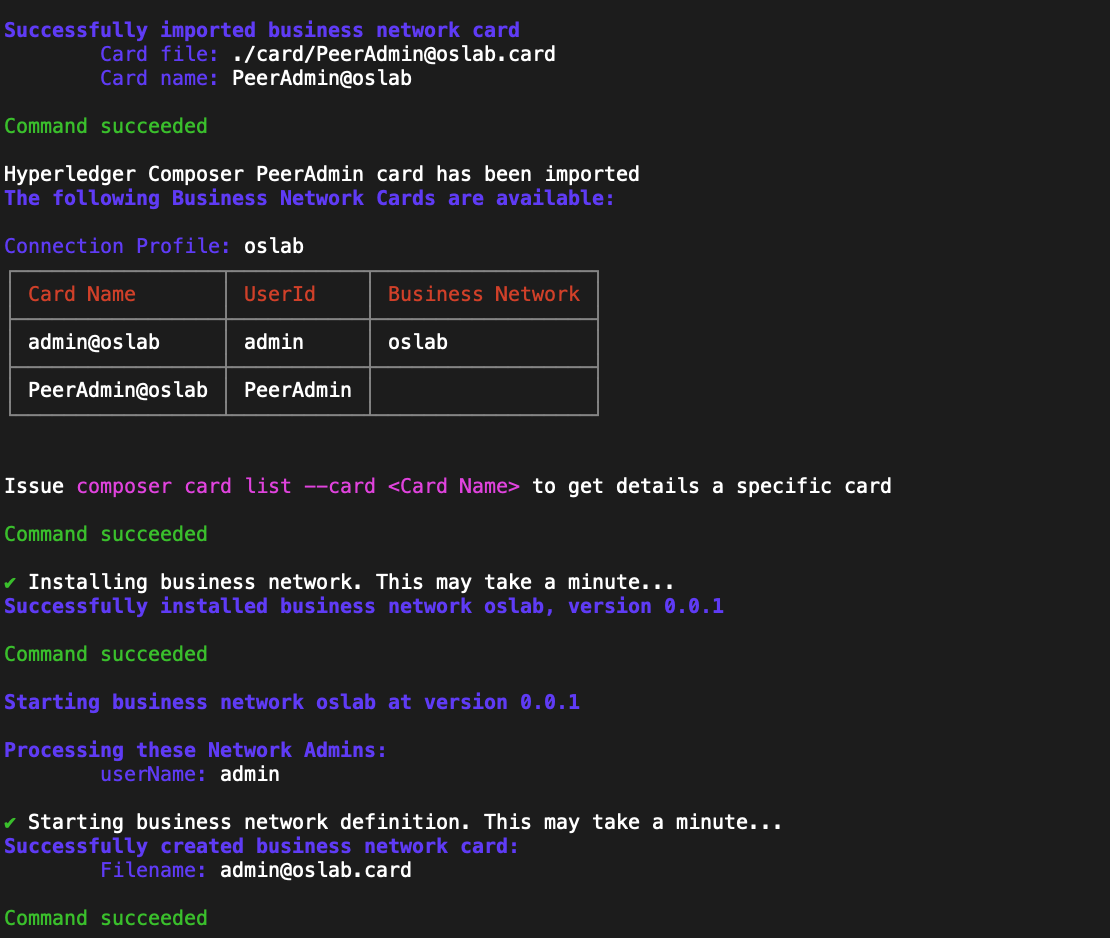 Successfully imported business network card
Card file: ./card/PeerAdmin@oslab.card
Card name: PeerAdmin@oslab
Command succeeded
Hyperledger Composer PeerAdmin card has been imported
The following Business Network Cards are available:
Connection Profile: oslab
Card Name UserId Business Network
admin@oslab admin oslab
PeerAdmin@oslab PeerAdmin
Issue composer card list --card <Card Name> to get details a specific card
Command succeeded
✔ Installing business network. This may take a minute...
Successfully installed business network oslab, version 0.0.1
Command succeeded
Starting business network oslab at version 0.0.1
Processing these Network Admins:
userName: admin
✔ Starting business network definition. This may take a minute...
Successfully created business network card:
Filename: admin@oslab.card
Command succeeded